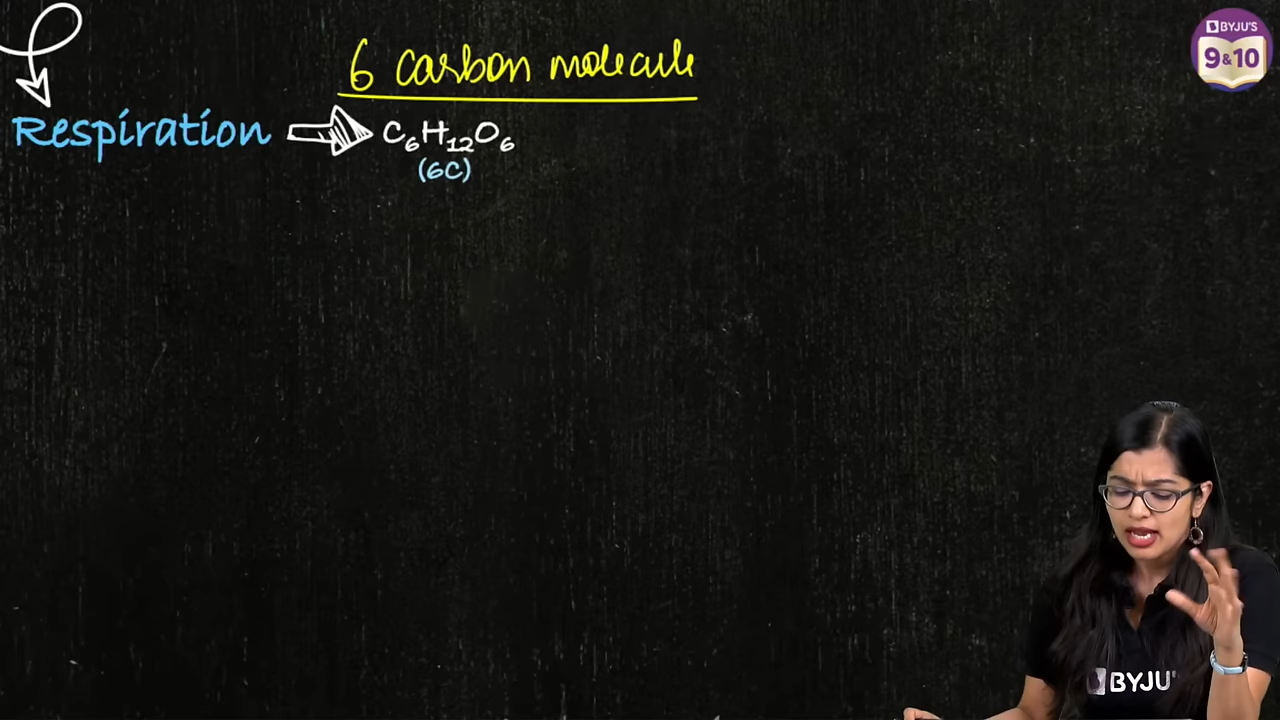 6 carbon molecule
Respiration
C₆H₁₂O₆
(6C)
BYJU'S
9&10
BYJU'